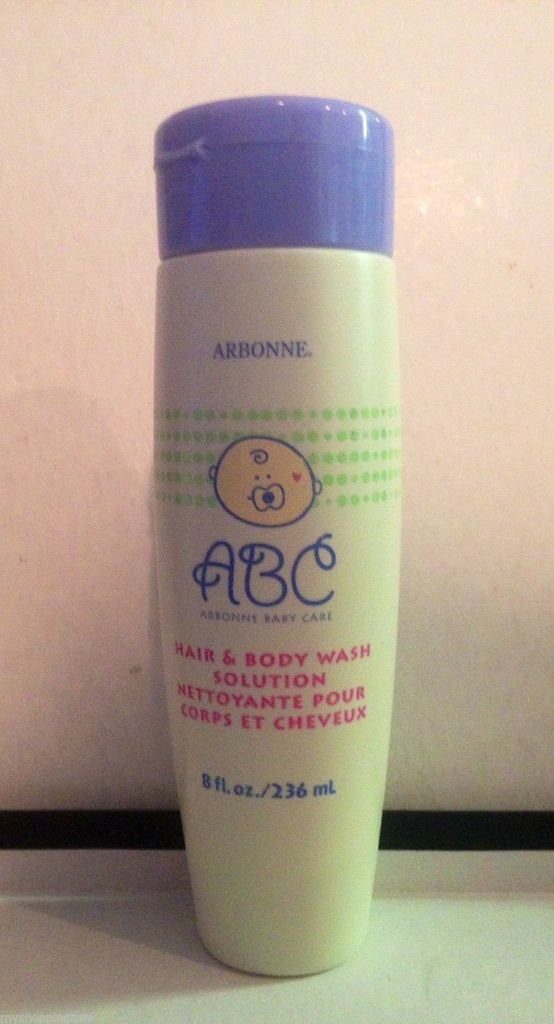 ARBONNE®
ABC
ARBONNE BABY CARE
HAIR & BODY WASH
SOLUTION
NETTOYANTE POUR
CORPS ET CHEVEUX
8 fl. oz./236 mL